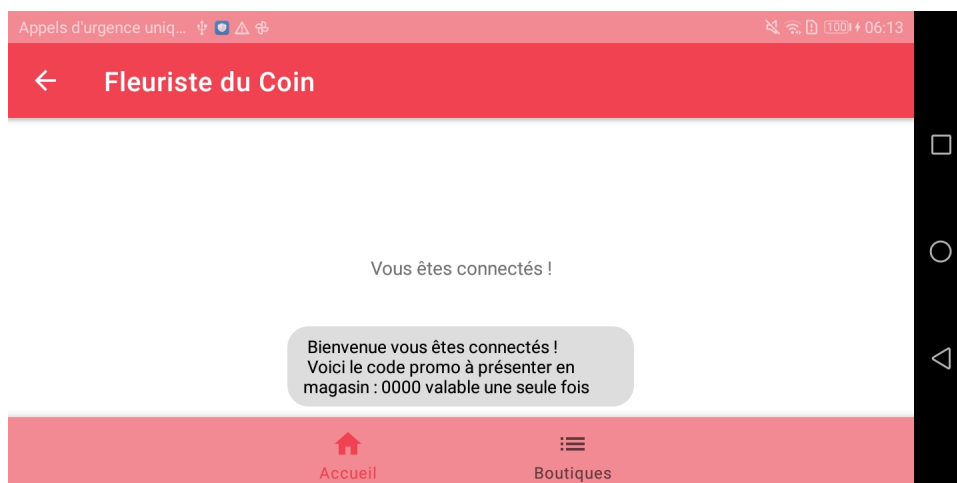 Appels d'urgence uniq... 100 06:13
Fleuriste du Coin
Vous êtes connectés !
Bienvenue vous êtes connectés !
Voici le code promo à présenter en
magasin : 0000 valable une seule fois
Accueil Boutiques